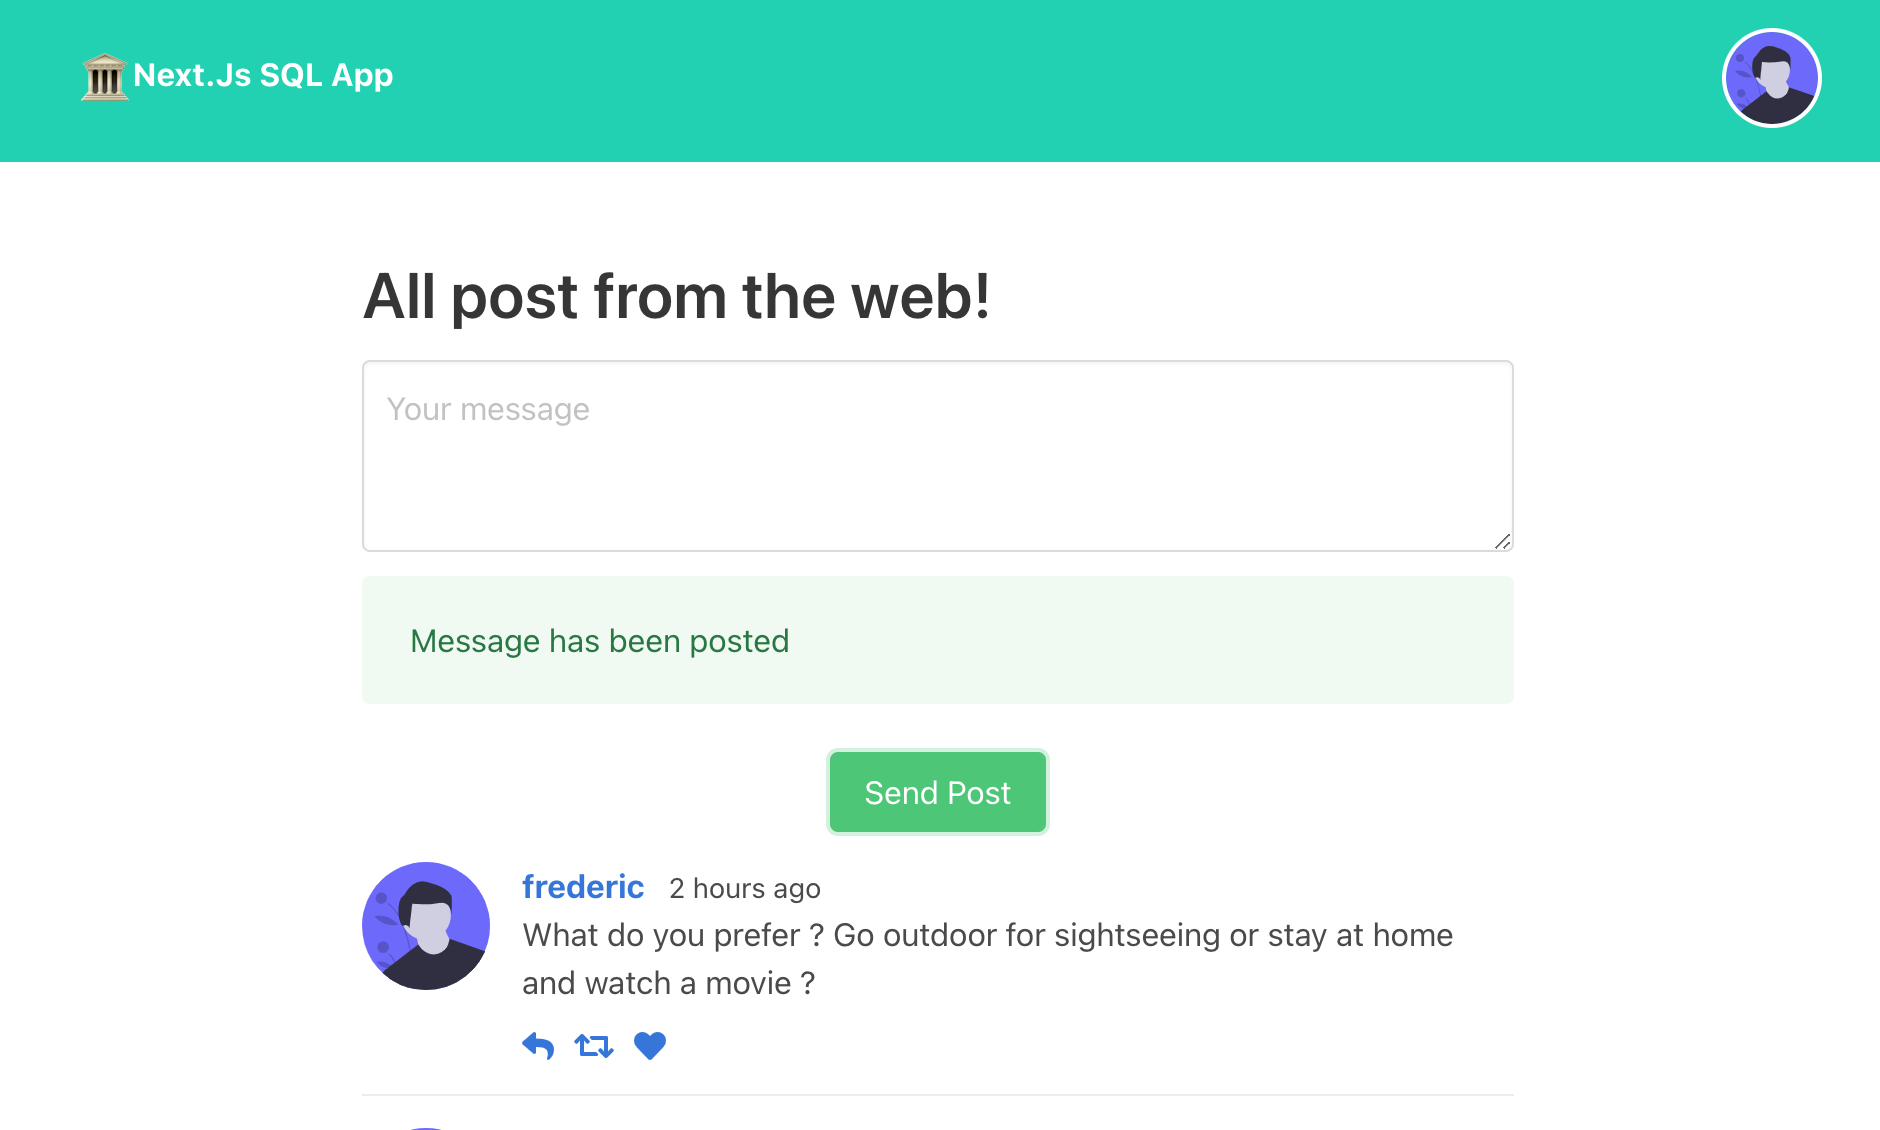 Next.Js SQL App
All post from the web!
Your message
Message has been posted
Send Post
frederic 2 hours ago
What do you prefer ? Go outdoor for sightseeing or stay at home
and watch a movie ?